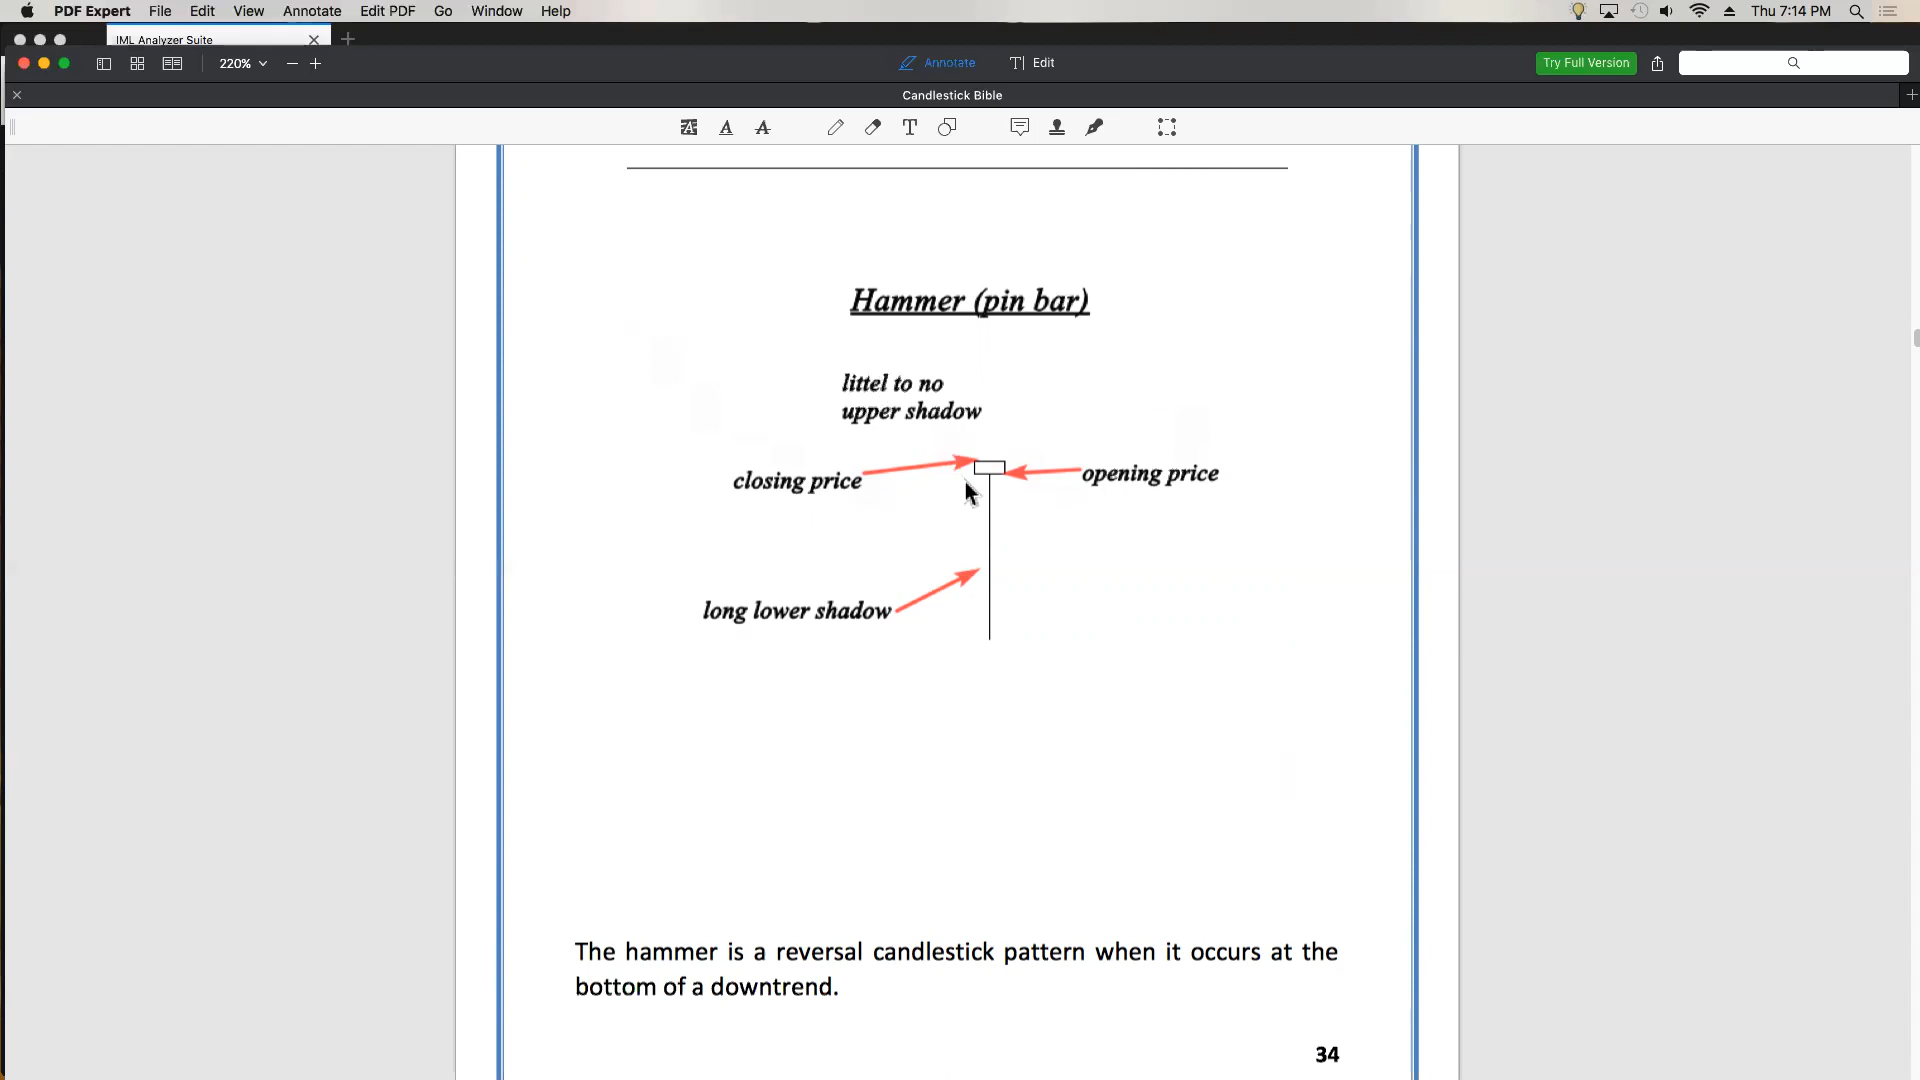 PDF Expert File Edit View Annotate Edit PDF Go Window Help Thu 7:14 PM
IML Analyzer Suite
220% Annotate T Edit Try Full Version
Candlestick Bible
A A A T
Hammer (pin bar)
littel to no
upper shadow
closing price
opening price
long lower shadow
The hammer is a reversal candlestick pattern when it occurs at the
bottom of a downtrend.
34